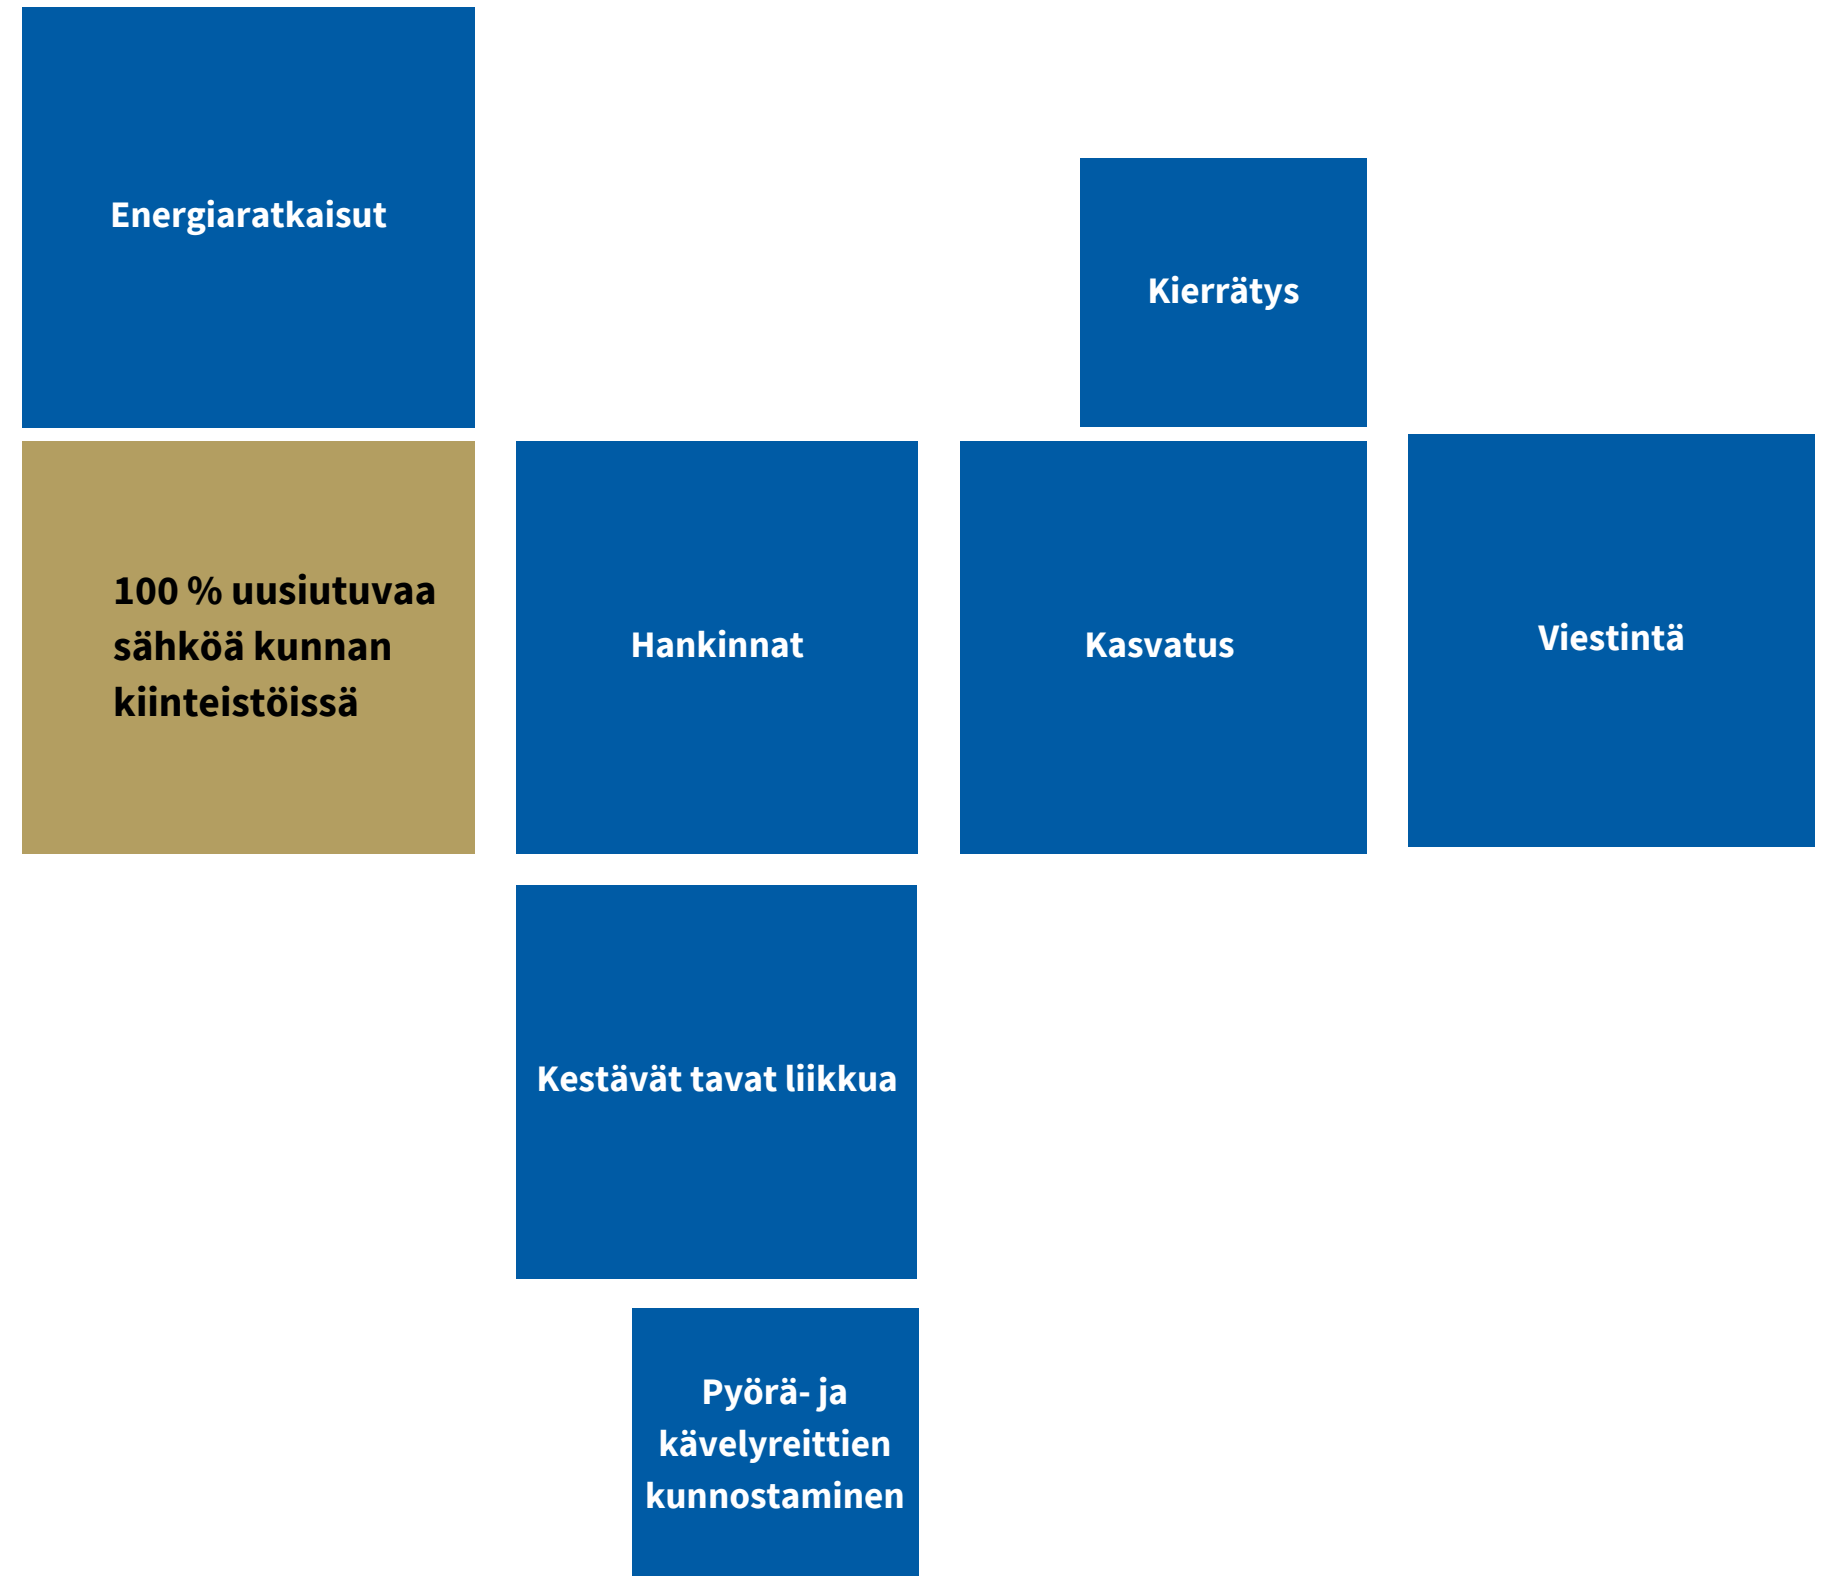 Energiaratkaisut
Kierrätys
100 % uusiutuvaa
sähköä kunnan
kiinteistöissä
Hankinnat
Kasvatus
Viestintä
Kestävät tavat liikkua
Pyörä- ja
kävelyreittien
kunnostaminen